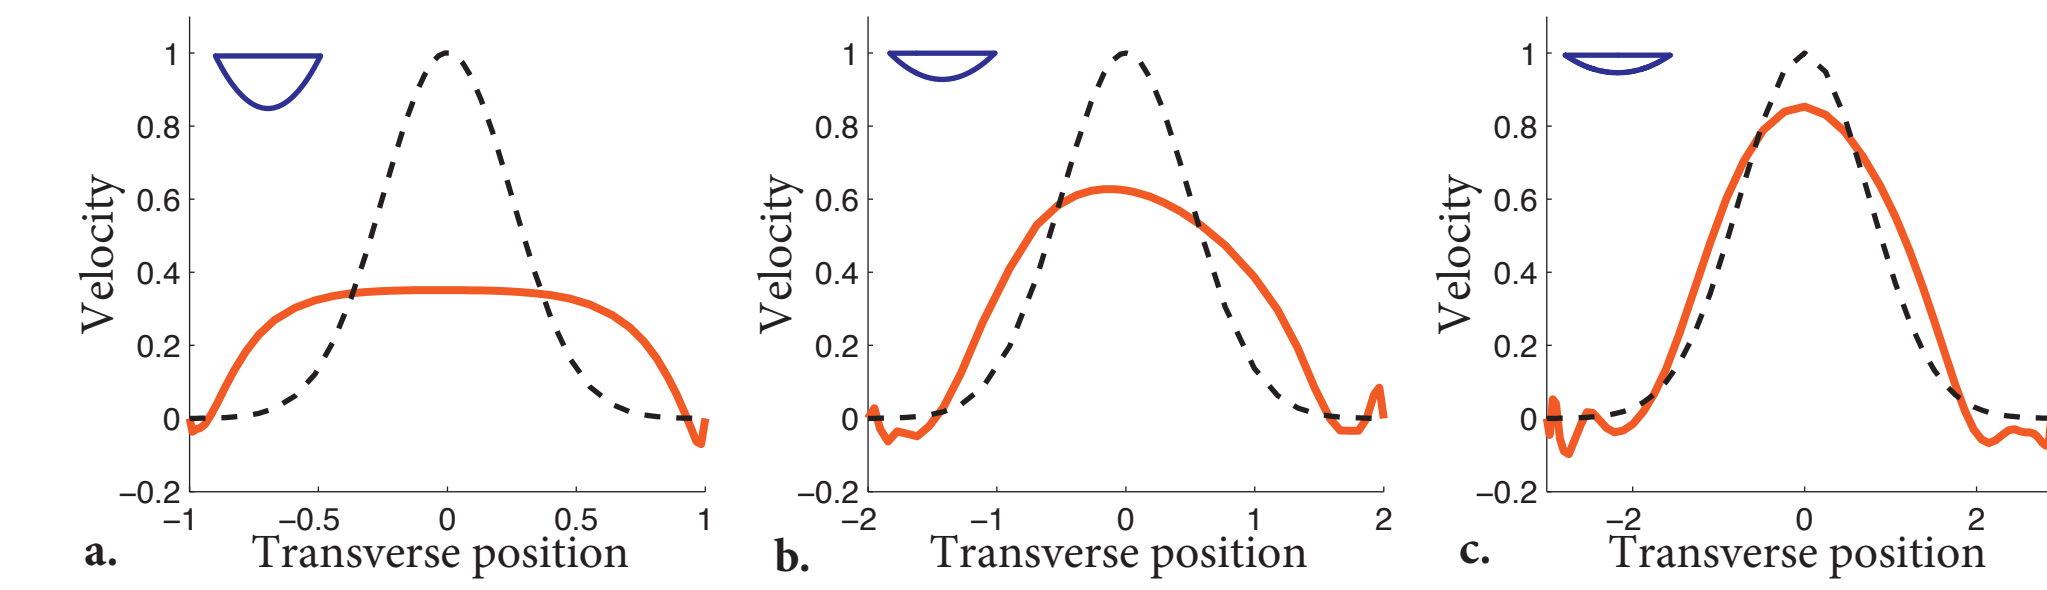 1
0.8
0.6
0.4
0.2
0
−0.2
Velocity
−1 −0.5 0 0.5 1
a. Transverse position
1
0.8
0.6
0.4
0.2
0
−0.2
Velocity
−2 −1 0 1 2
b. Transverse position
1
0.8
0.6
0.4
0.2
0
−0.2
Velocity
−2 0 2
c. Transverse position